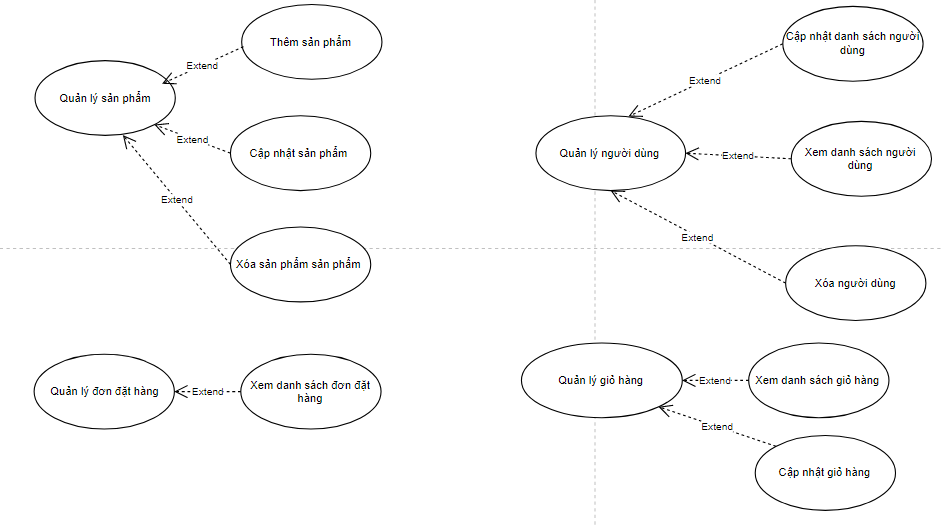 Thêm sản phẩm
Extend
Quản lý sản phẩm
Extend
Cập nhật sản phẩm
Extend
Xóa sản phẩm sản phẩm
Cập nhật danh sách người
dùng
Extend
Quản lý người dùng
Extend
Xem danh sách người
dùng
Extend
Xóa người dùng
Quản lý đơn đặt hàng
Extend
Xem danh sách đơn đặt
hàng
Quản lý giỏ hàng
Extend
Xem danh sách giỏ hàng
Extend
Cập nhật giỏ hàng